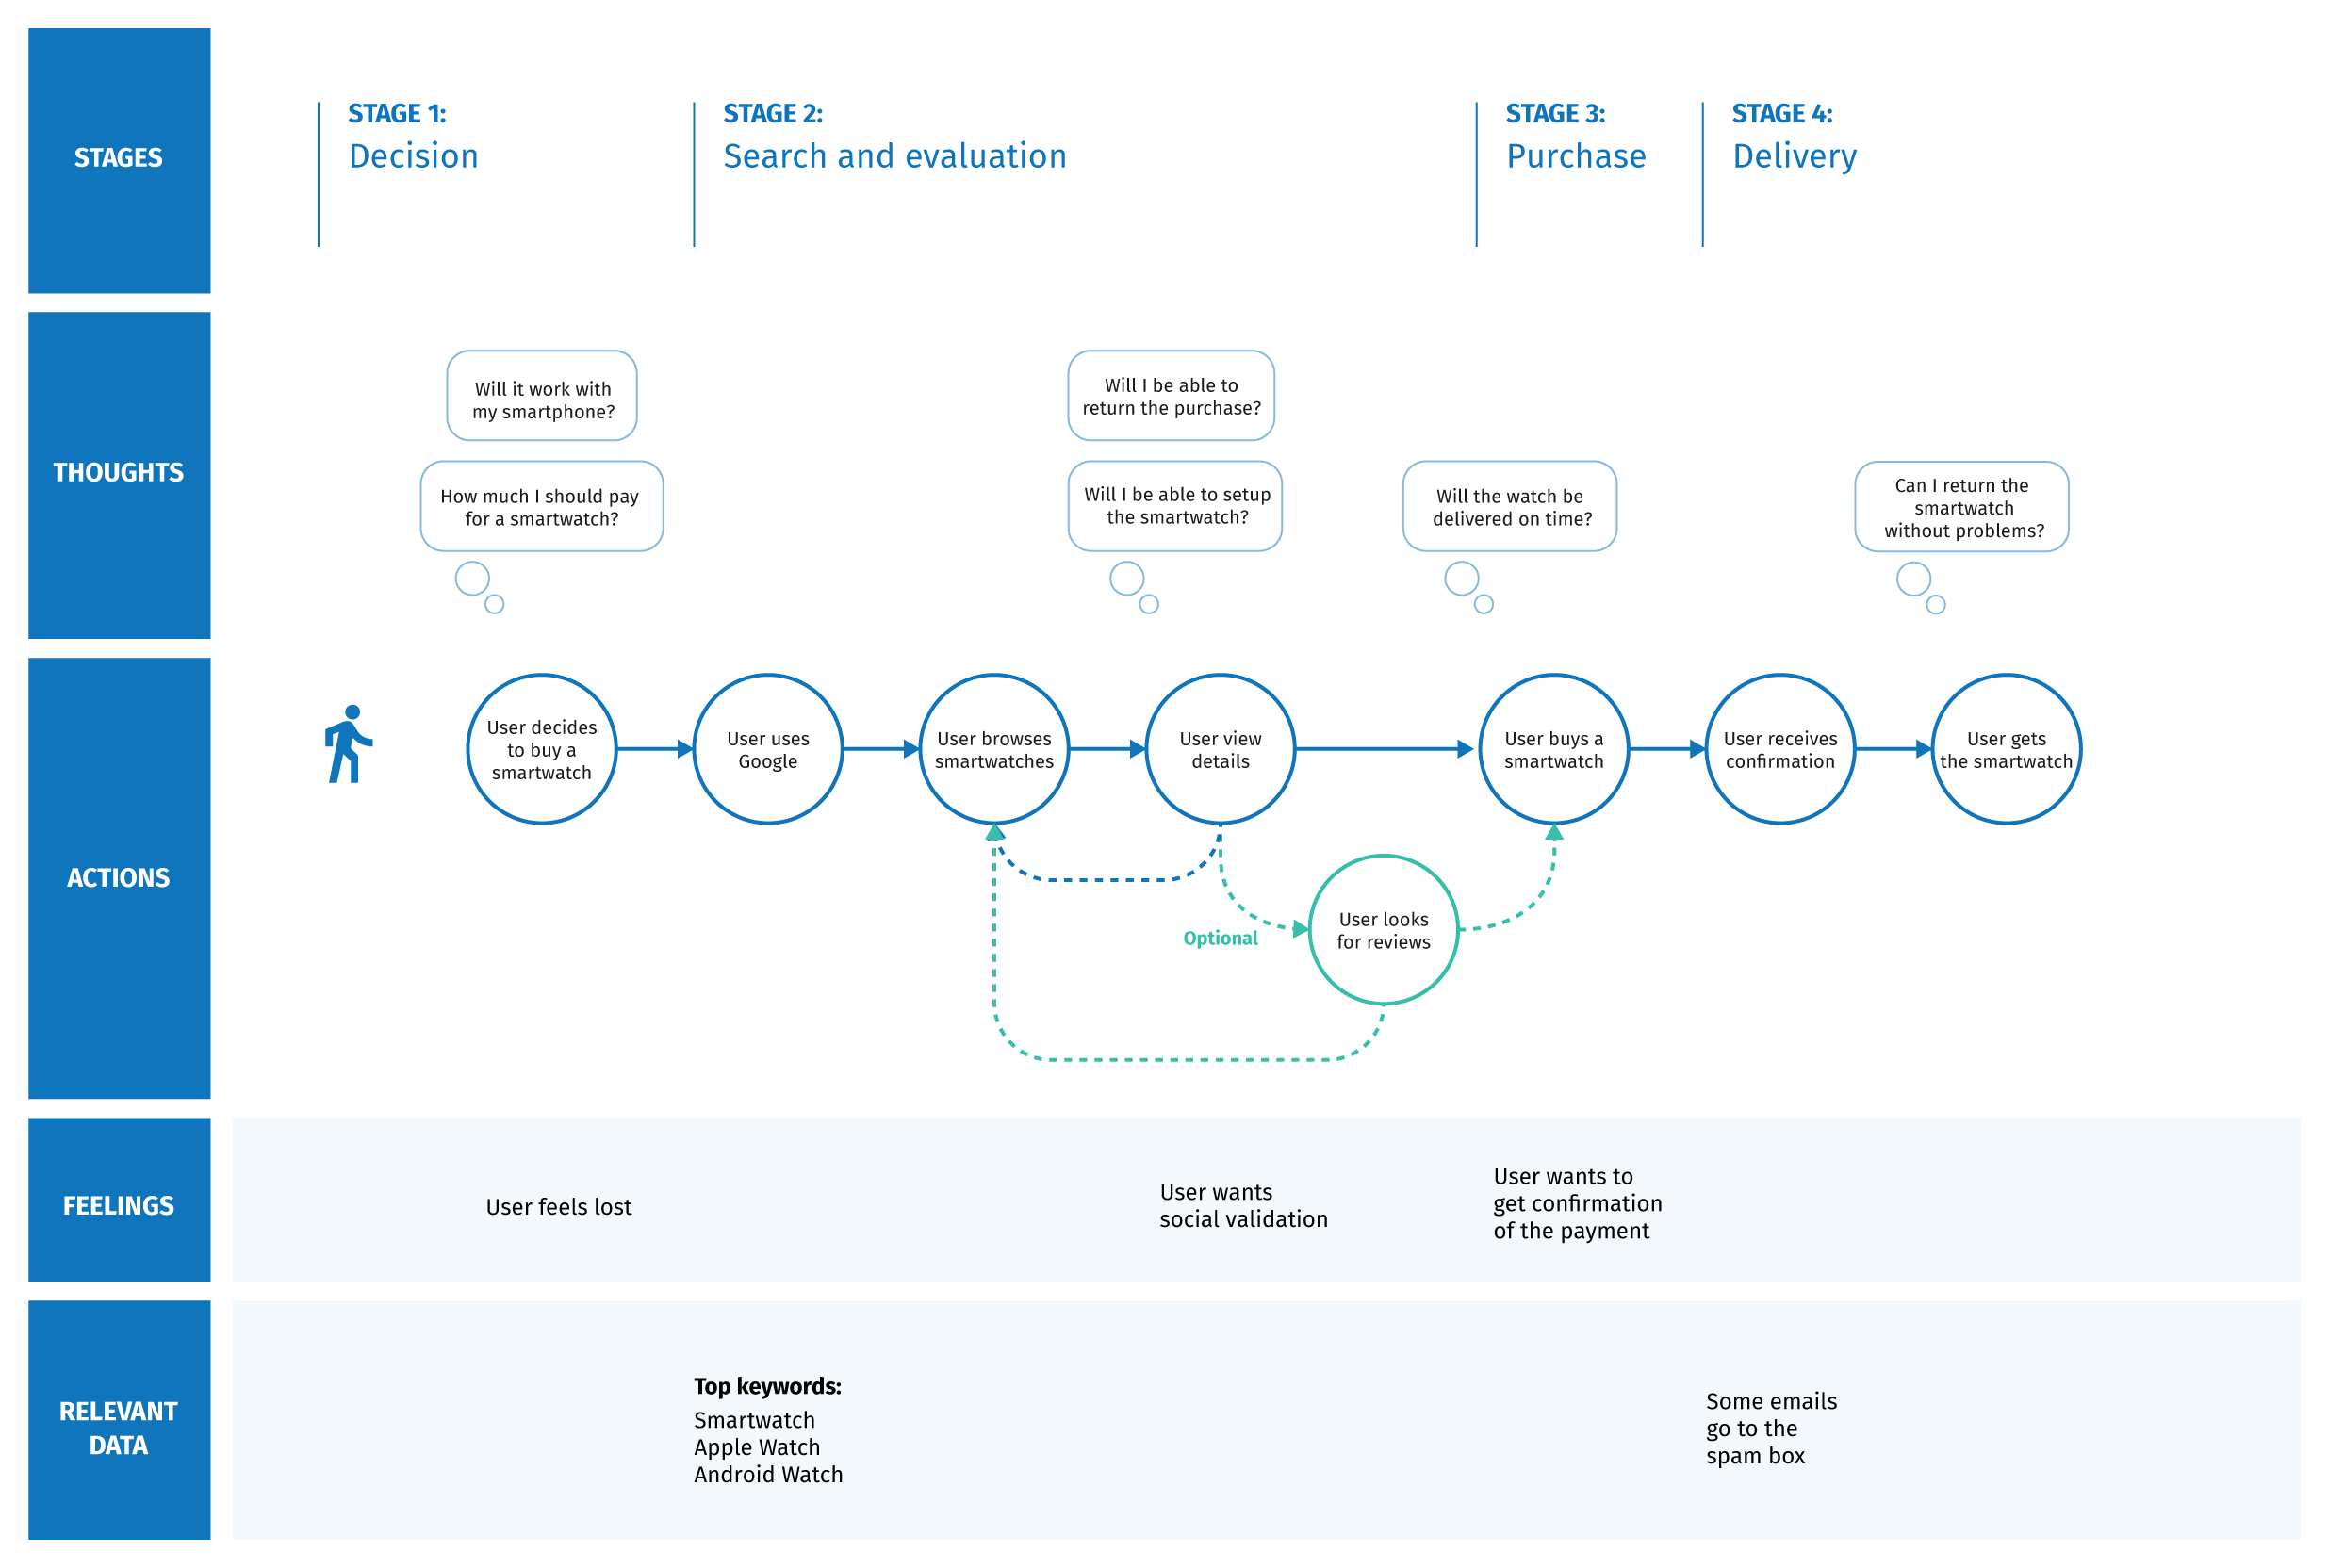 STAGES
STAGE 1:
Decision
STAGE 2:
Search and evaluation
STAGE 3:
Purchase
STAGE 4:
Delivery
THOUGHTS
Will it work with
my smartphone?
How much I should pay
for a smartwatch?
Will I be able to
return the purchase?
Will I be able to setup
the smartwatch?
Will the watch be
delivered on time?
Can I return the
smartwatch
without problems?
ACTIONS
User decides
to buy a
smartwatch
User uses
Google
User browses
smartwatches
User view
details
User buys a
smartwatch
User receives
confirmation
User gets
the smartwatch
Optional
User looks
for reviews
FEELINGS
User feels lost
User wants
social validation
User wants to
get confirmation
of the payment
RELEVANT
DATA
Top keywords:
Smartwatch
Apple Watch
Android Watch
Some emails
go to the
spam box